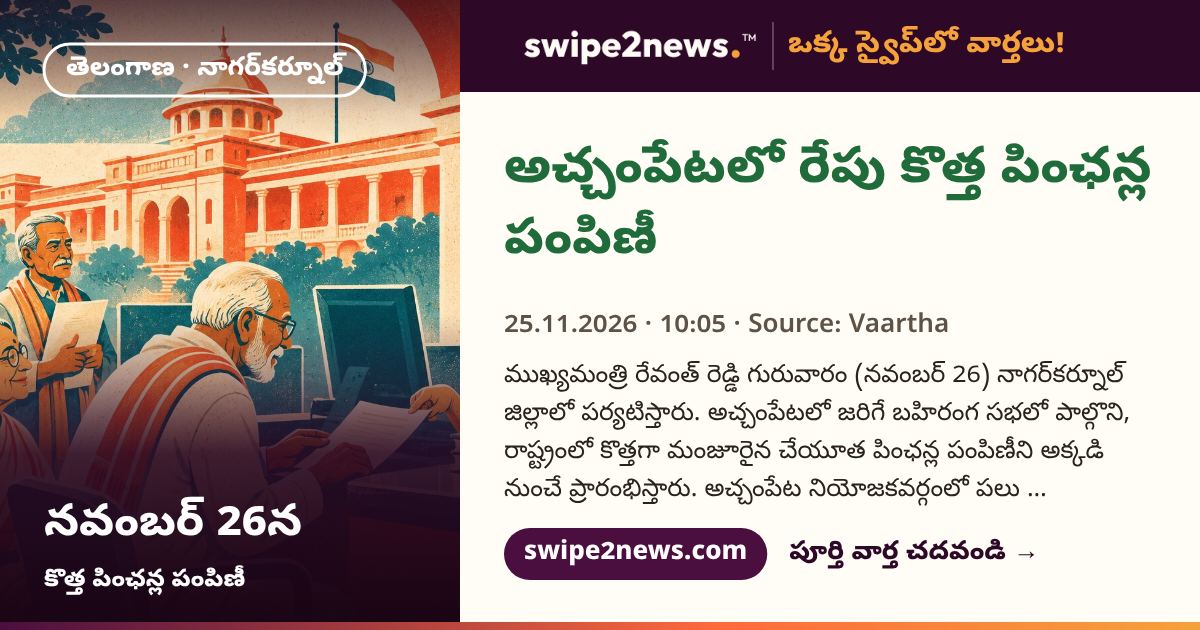 తెలంగాణ · నాగర్‌కర్నూల్
నవంబర్ 26న
కొత్త పింఛన్ల పంపిణీ
swipe2news.™ | ఒక్క స్వైప్‌లో వార్తలు!
అచ్చంపేటలో రేపు కొత్త పింఛన్ల
పంపిణీ
25.11.2026 · 10:05 · Source: Vaartha
ముఖ్యమంత్రి రేవంత్ రెడ్డి గురువారం (నవంబర్ 26) నాగర్‌కర్నూల్
జిల్లాలో పర్యటిస్తారు. అచ్చంపేటలో జరిగే బహిరంగ సభలో పాల్గొని,
రాష్ట్రంలో కొత్తగా మంజూరైన చేయూత పింఛన్ల పంపిణీని అక్కడి
నుంచే ప్రారంభిస్తారు. అచ్చంపేట నియోజకవర్గంలో పలు ...
swipe2news.com పూర్తి వార్త చదవండి →